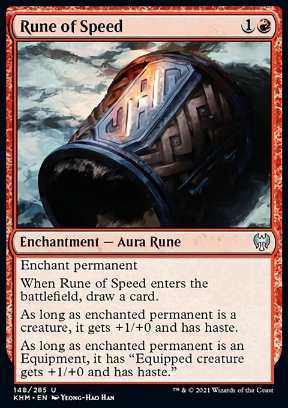 Rune of Speed 1
Enchantment — Aura Rune
Enchant permanent
When Rune of Speed enters the
battlefield, draw a card.
As long as enchanted permanent is a
creature, it gets +1/+0 and has haste.
As long as enchanted permanent is an
Equipment, it has “Equipped creature
gets +1/+0 and has haste.”
148/285 U
KHM • EN Yeong-Hao Han ™ & © 2021 Wizards of the Coast